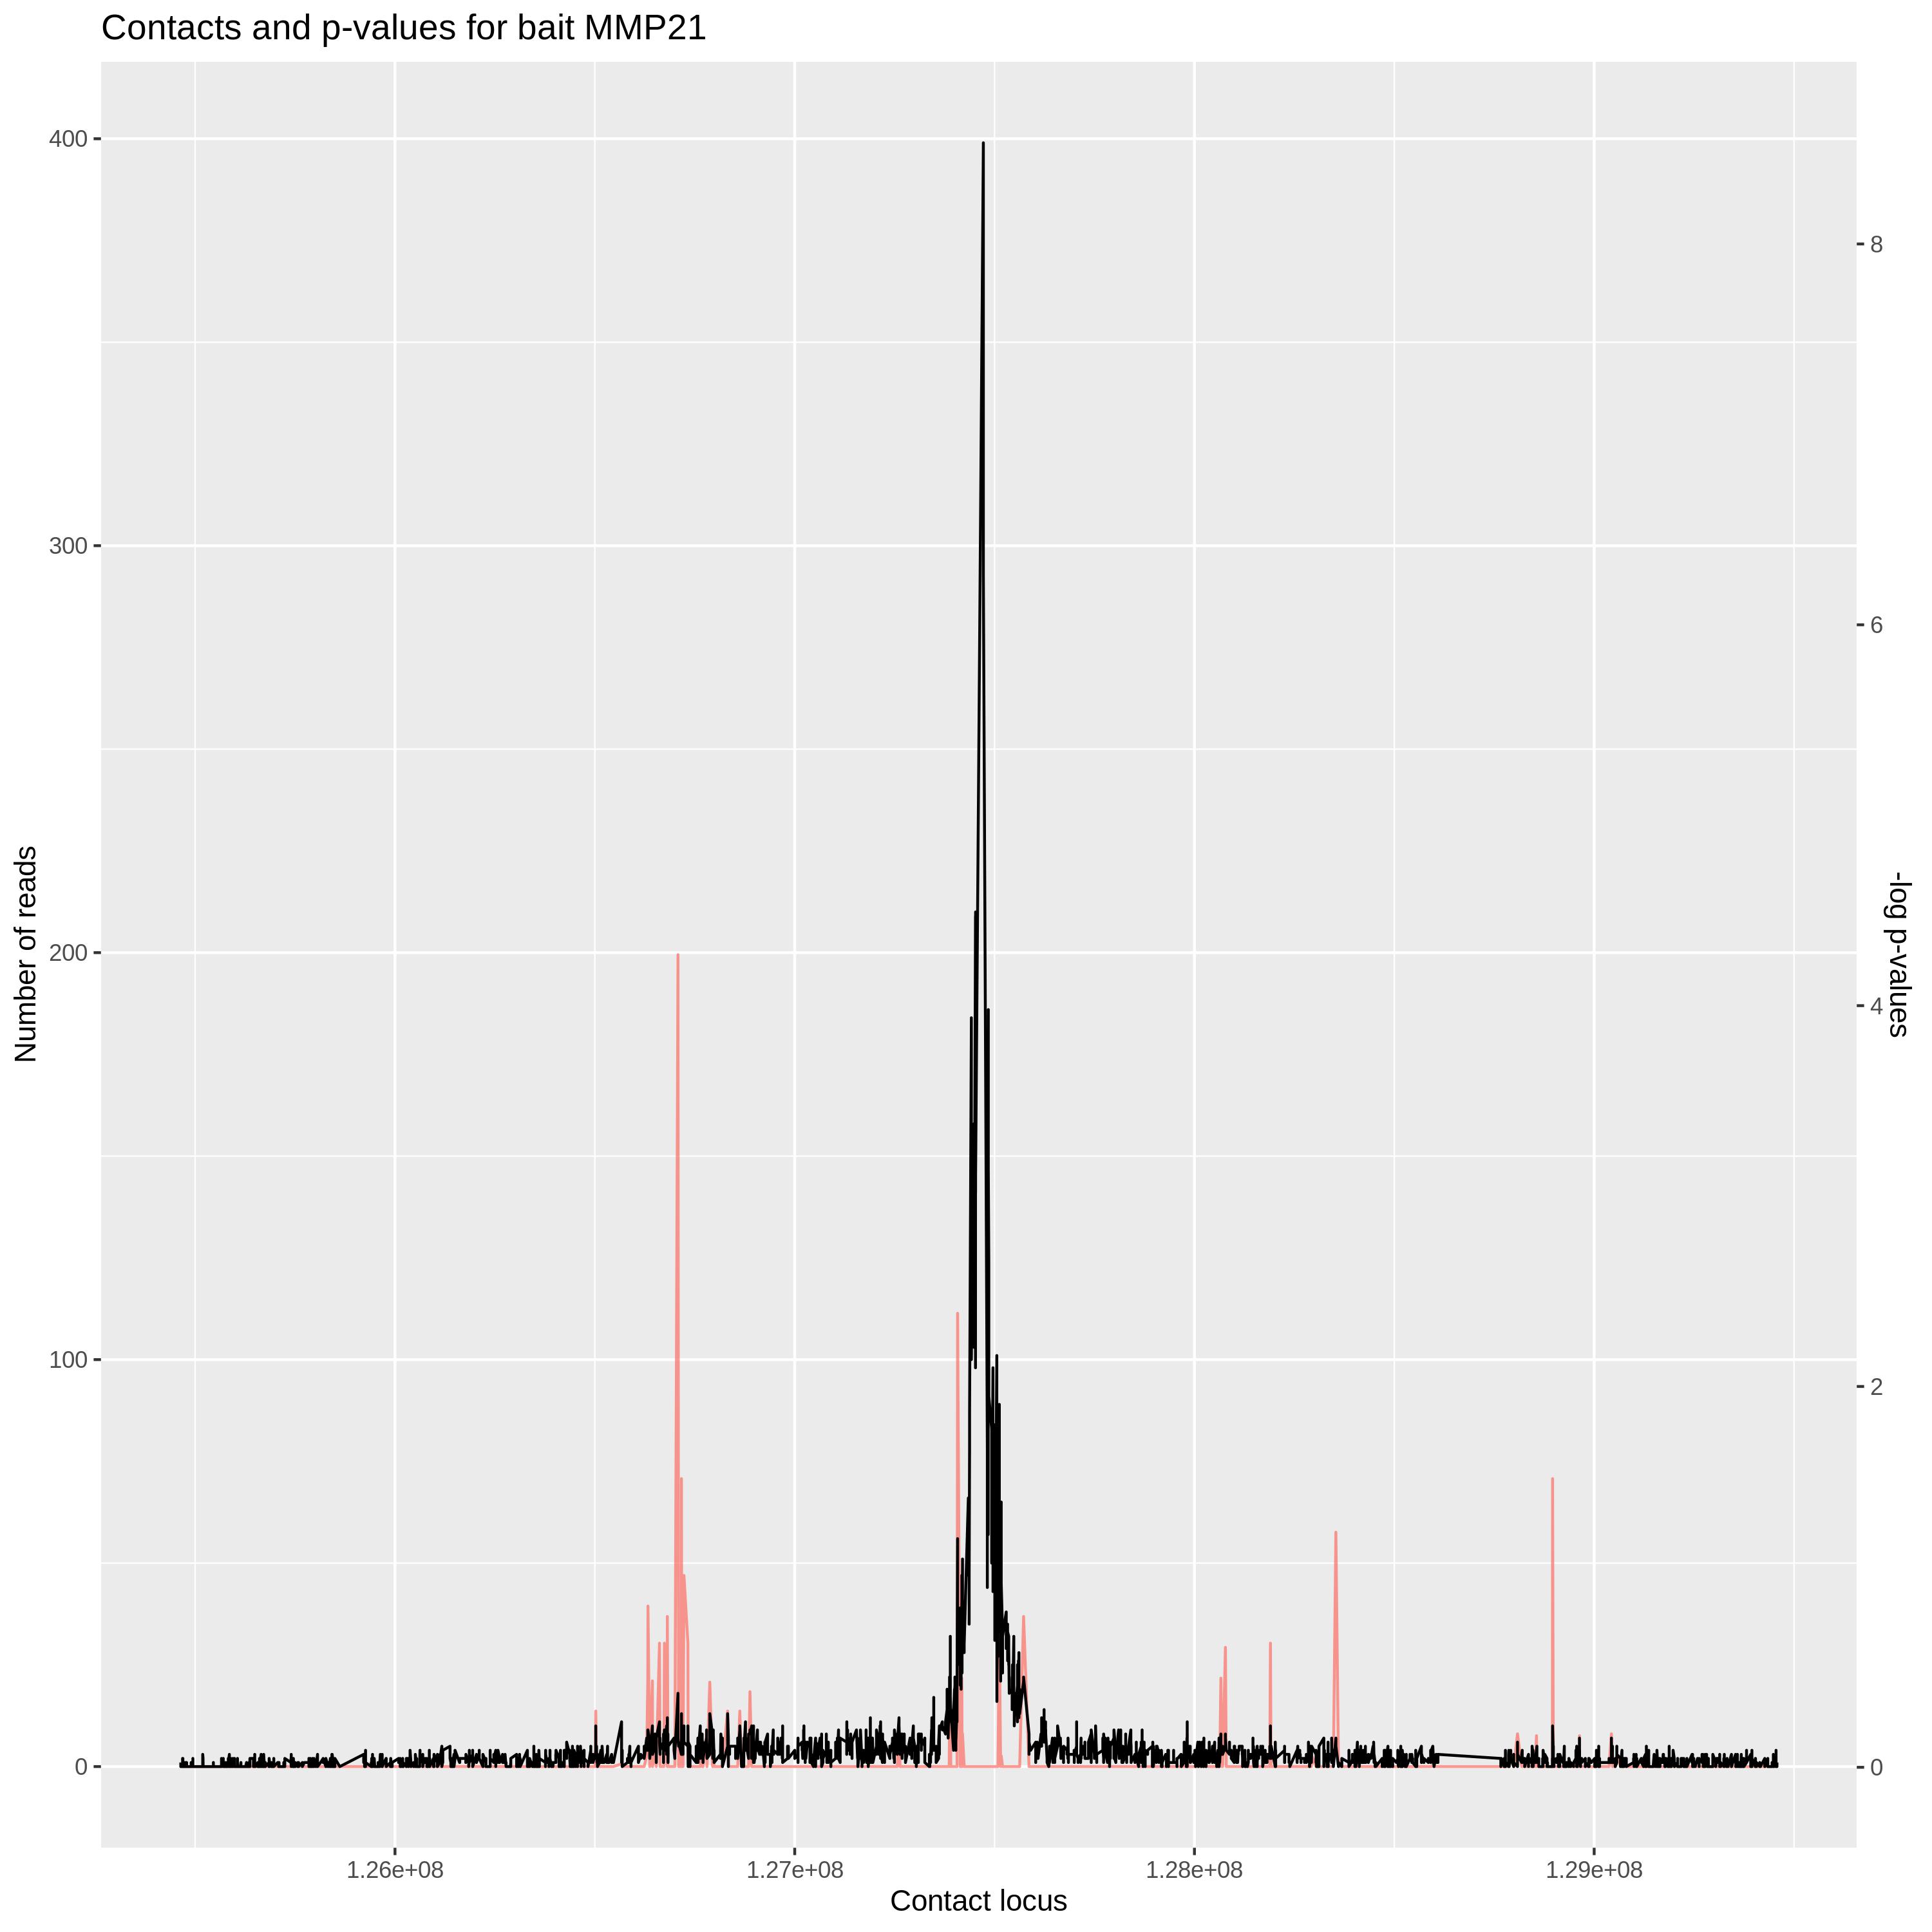 Contacts and p-values for bait MMP21
400
300
200
100
0
Number of reads
8
6
4
2
0
-log p-values
1.26e+08
1.27e+08
1.28e+08
1.29e+08
Contact locus